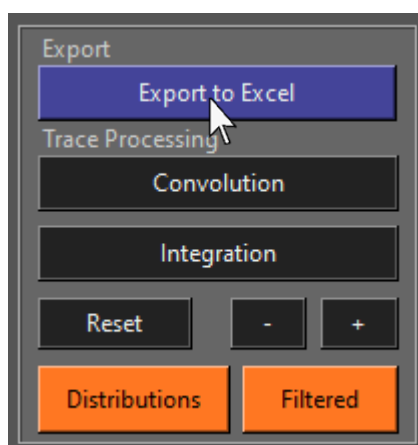 Export
Export to Excel
Trace Processing
Convolution
Integration
Reset - +
Distributions Filtered